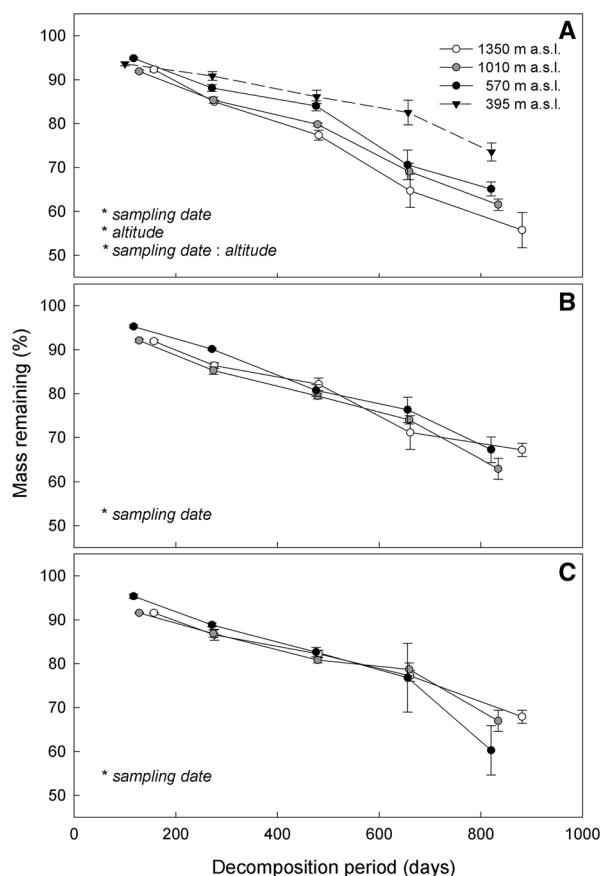 A
100
90
80
70
60
50
1350 m a.s.l.
1010 m a.s.l.
570 m a.s.l.
395 m a.s.l.
* sampling date
* altitude
* sampling date : altitude
B
100
90
80
70
60
50
* sampling date
Mass remaining (%)
C
100
90
80
70
60
50
* sampling date
0 200 400 600 800 1000
Decomposition period (days)